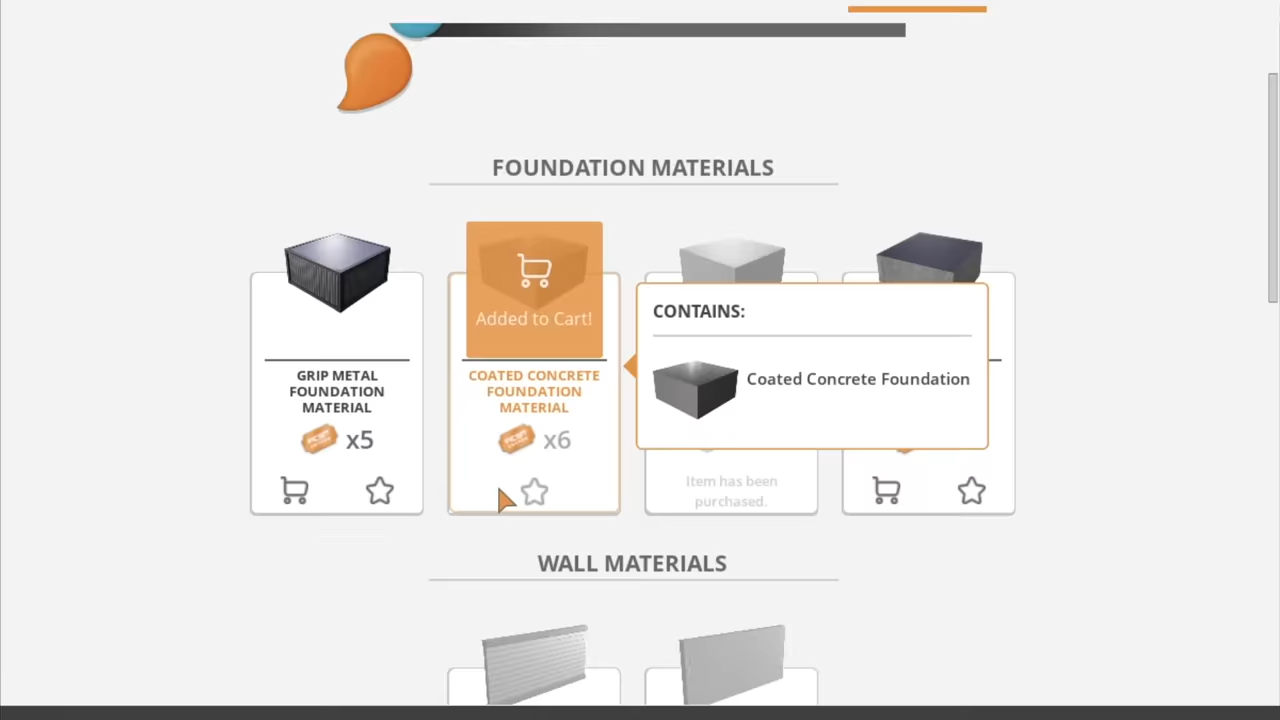 FOUNDATION MATERIALS
Added to Cart!
CONTAINS:
Coated Concrete Foundation
GRIP METAL
FOUNDATION
MATERIAL
x5
COATED CONCRETE
FOUNDATION
MATERIAL
x6
Item has been
purchased.
WALL MATERIALS